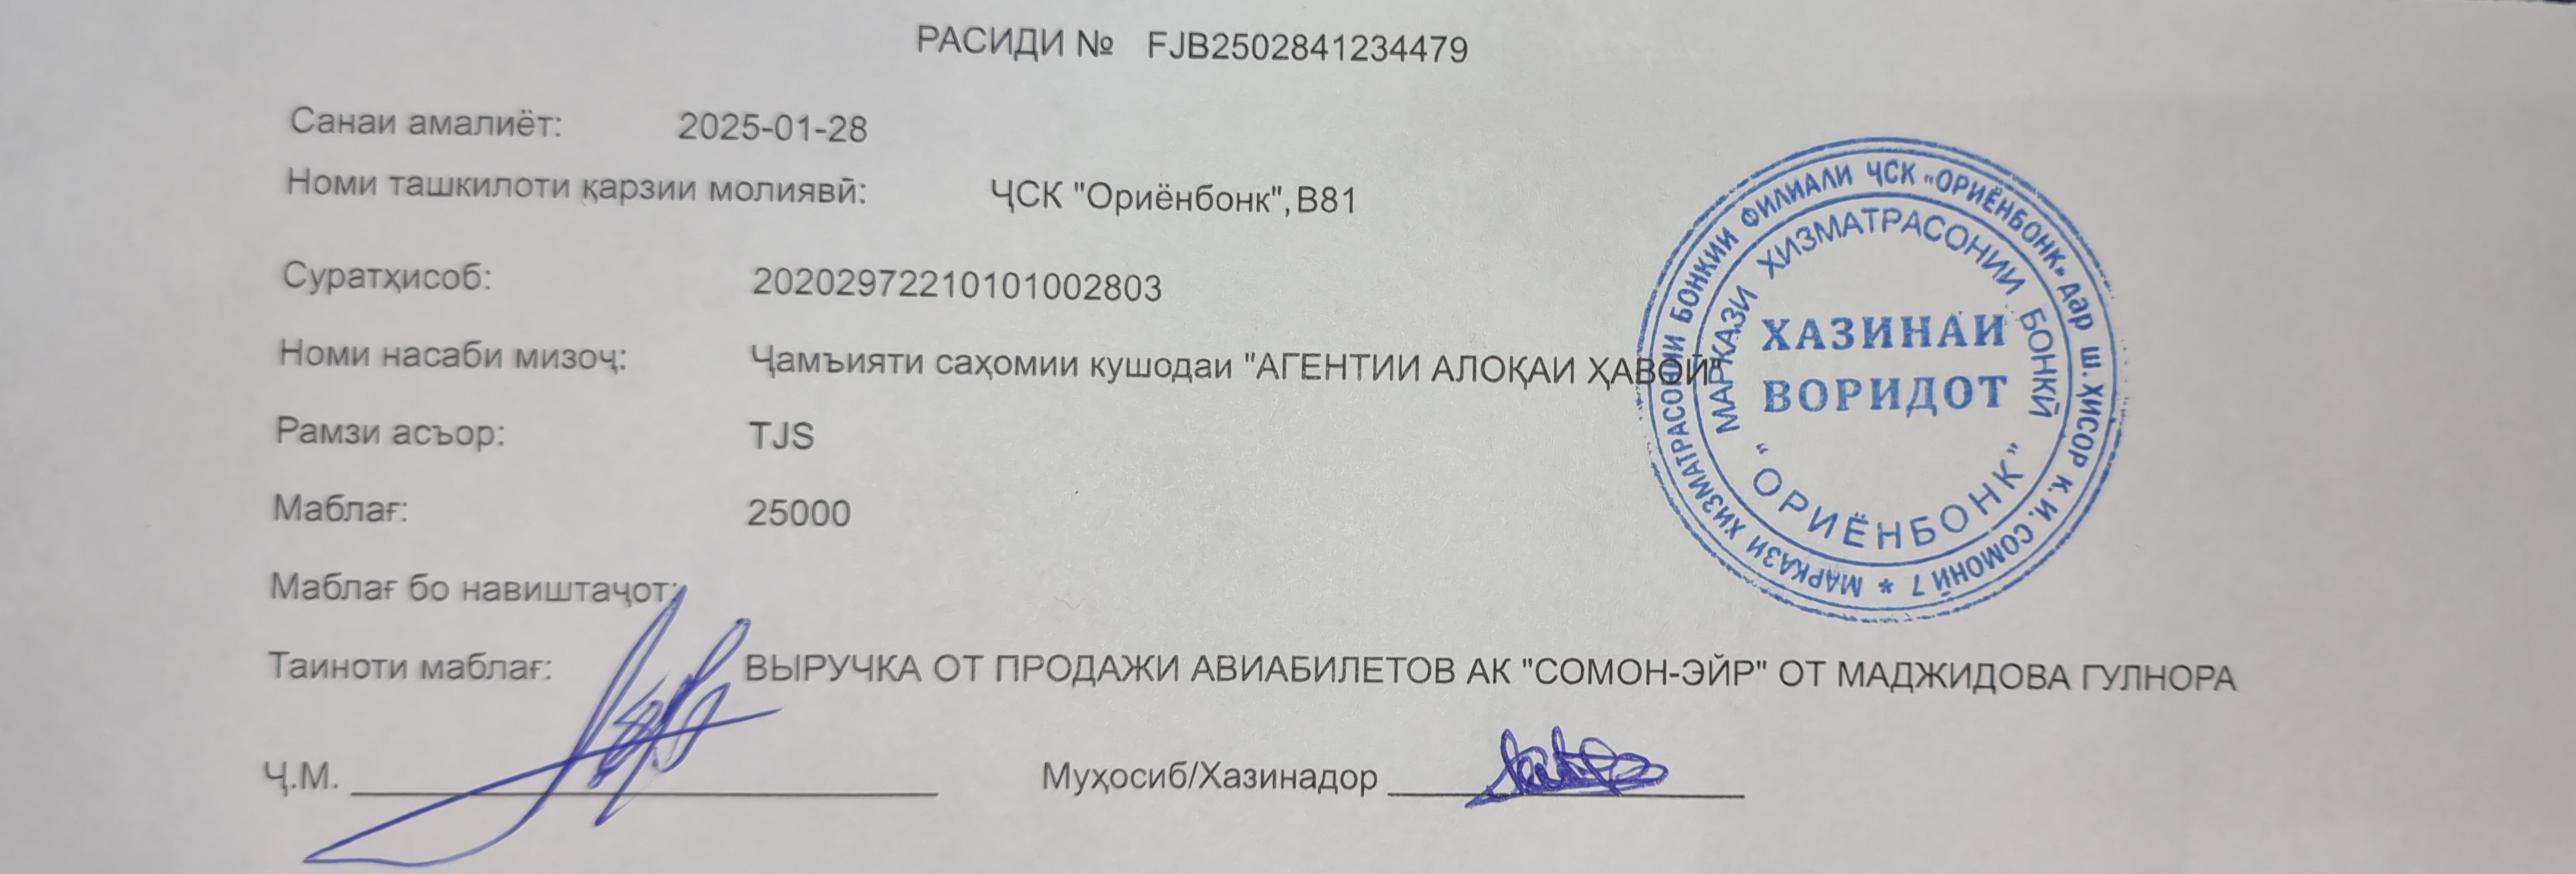 РАСИДИ № FJB2502841234479
Санаи амалиёт: 2025-01-28
Номи ташкилоти қарзии молиявӣ: ҶСК "Ориёнбонк", B81
Суратҳисоб: 20202972210101002803
Номи насаби мизоҷ: Ҷамъияти саҳомии кушодаи "АГЕНТИИ АЛОҚАИ ҲАВОӢ"
Рамзи асъор: TJS
Маблағ: 25000
Маблағ бо навиштаҷот:
Таиноти маблағ: ВЫРУЧКА ОТ ПРОДАЖИ АВИАБИЛЕТОВ АК "СОМОН-ЭЙР" ОТ МАДЖИДОВА ГУЛНОРА
Ҷ.М.
Муҳосиб/Хазинадор
МАРКАЗИ ХИЗМАТРАСОНИИ БОНКИИ ФИЛИАЛИ ҶСК «ОРИЁНБОНК» дар Ш. ҲИСОР К. И. СОМОНӢ 7 *
МАРКАЗИ ХИЗМАТРАСОНИИ БОНКӢ
"ОРИЁНБОНК"
ХАЗИНАИ
ВОРИДОТ